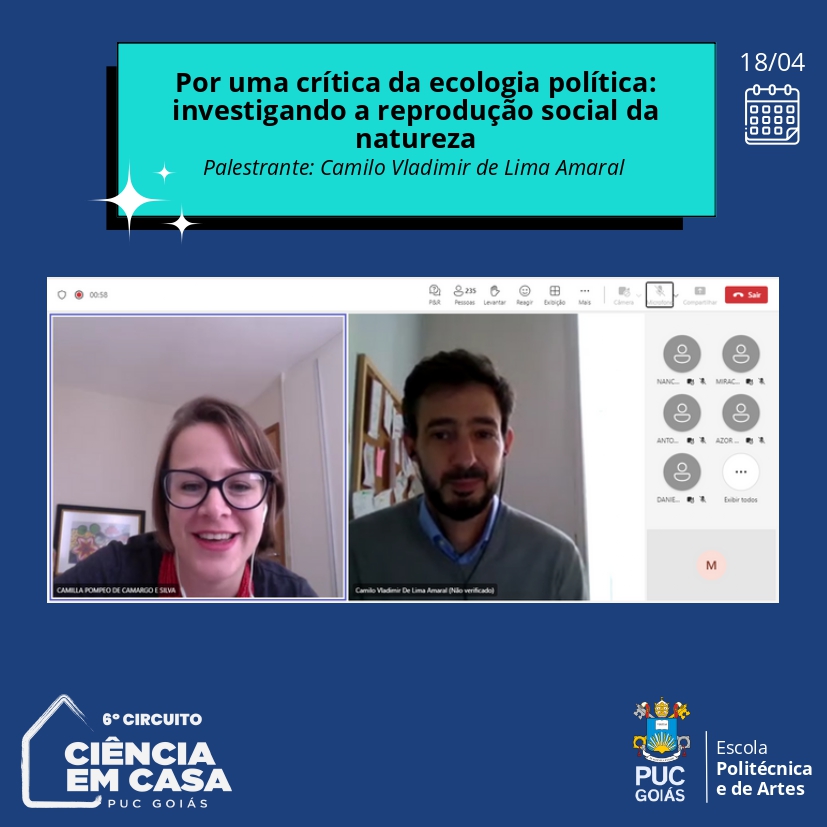 18/04
Por uma crítica da ecologia política:
investigando a reprodução social da
natureza
Palestrante: Camilo Vladimir de Lima Amaral
00:58
P&R
235
Pessoas
Levantar
Reagir
Exibição
Mais
Câmera
Microfone
Compartilhar
Sair
NANC...
MIRAC...
ANTO...
AZOR ...
DANIE...
Exibir todos
M
CAMILLA POMPEO DE CAMARGO E SILVA
Camilo Vladimir De Lima Amaral (Não verificado)
6º CIRCUITO
CIÊNCIA
EM CASA
PUC GOIÁS
PUC
GOIÁS
Escola
Politécnica
e de Artes